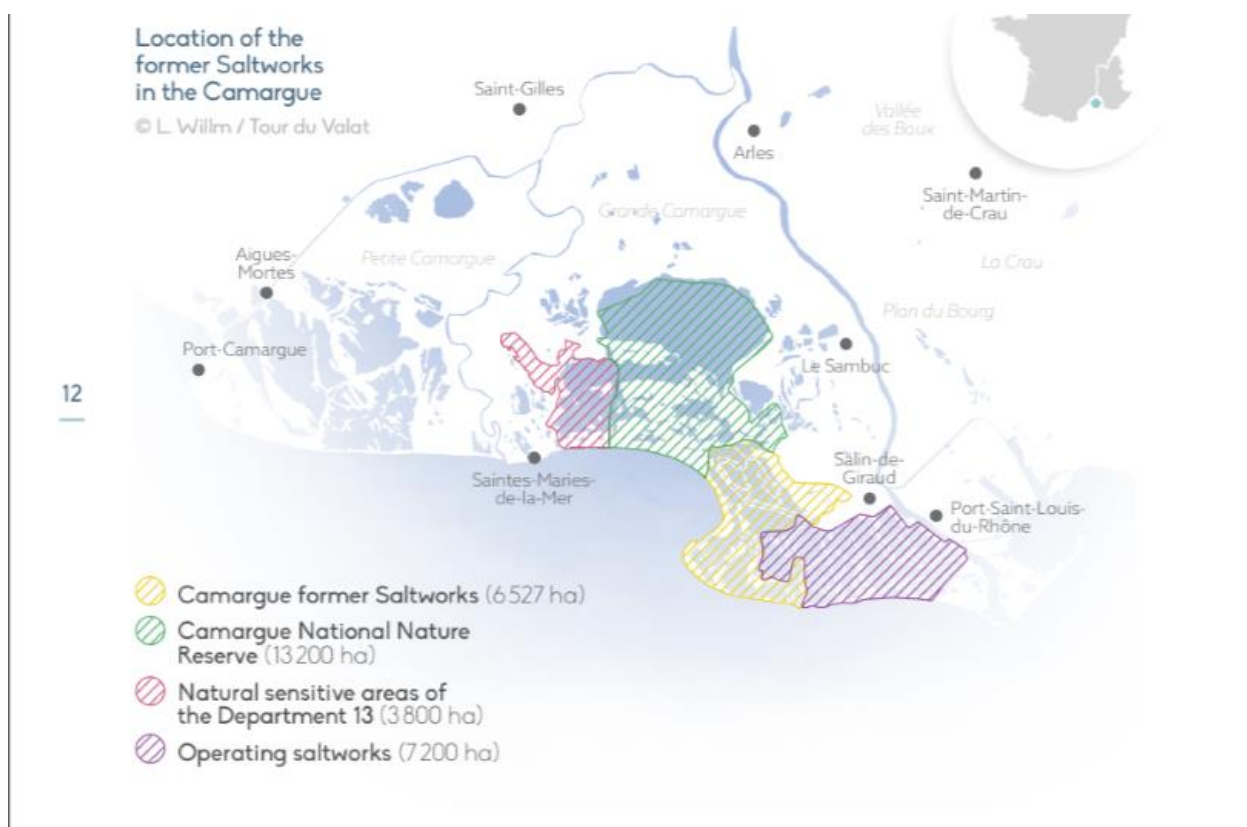 Location of the
former Saltworks
in the Camargue
© L. Willm / Tour du Valat
Saint-Gilles
Arles
Vallée
des Baux
Saint-Martin-
de-Crau
Grande Camargue
Aigues-
Mortes
Petite Camargue
La Crau
Plan du Bourg
Port-Camargue
Le Sambuc
12
Saintes-Maries-
de-la-Mer
Salin-de-
Giraud
Port-Saint-Louis-
du-Rhône
Camargue former Saltworks (6 527 ha)
Camargue National Nature
Reserve (13 200 ha)
Natural sensitive areas of
the Department 13 (3 800 ha)
Operating saltworks (7 200 ha)